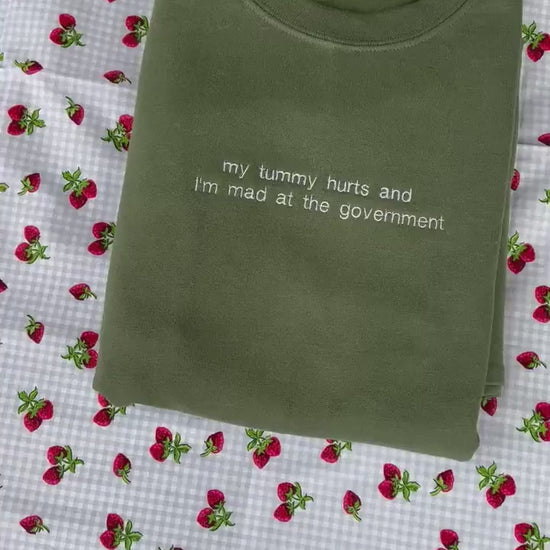 my tummy hurts and
I'm mad at the government